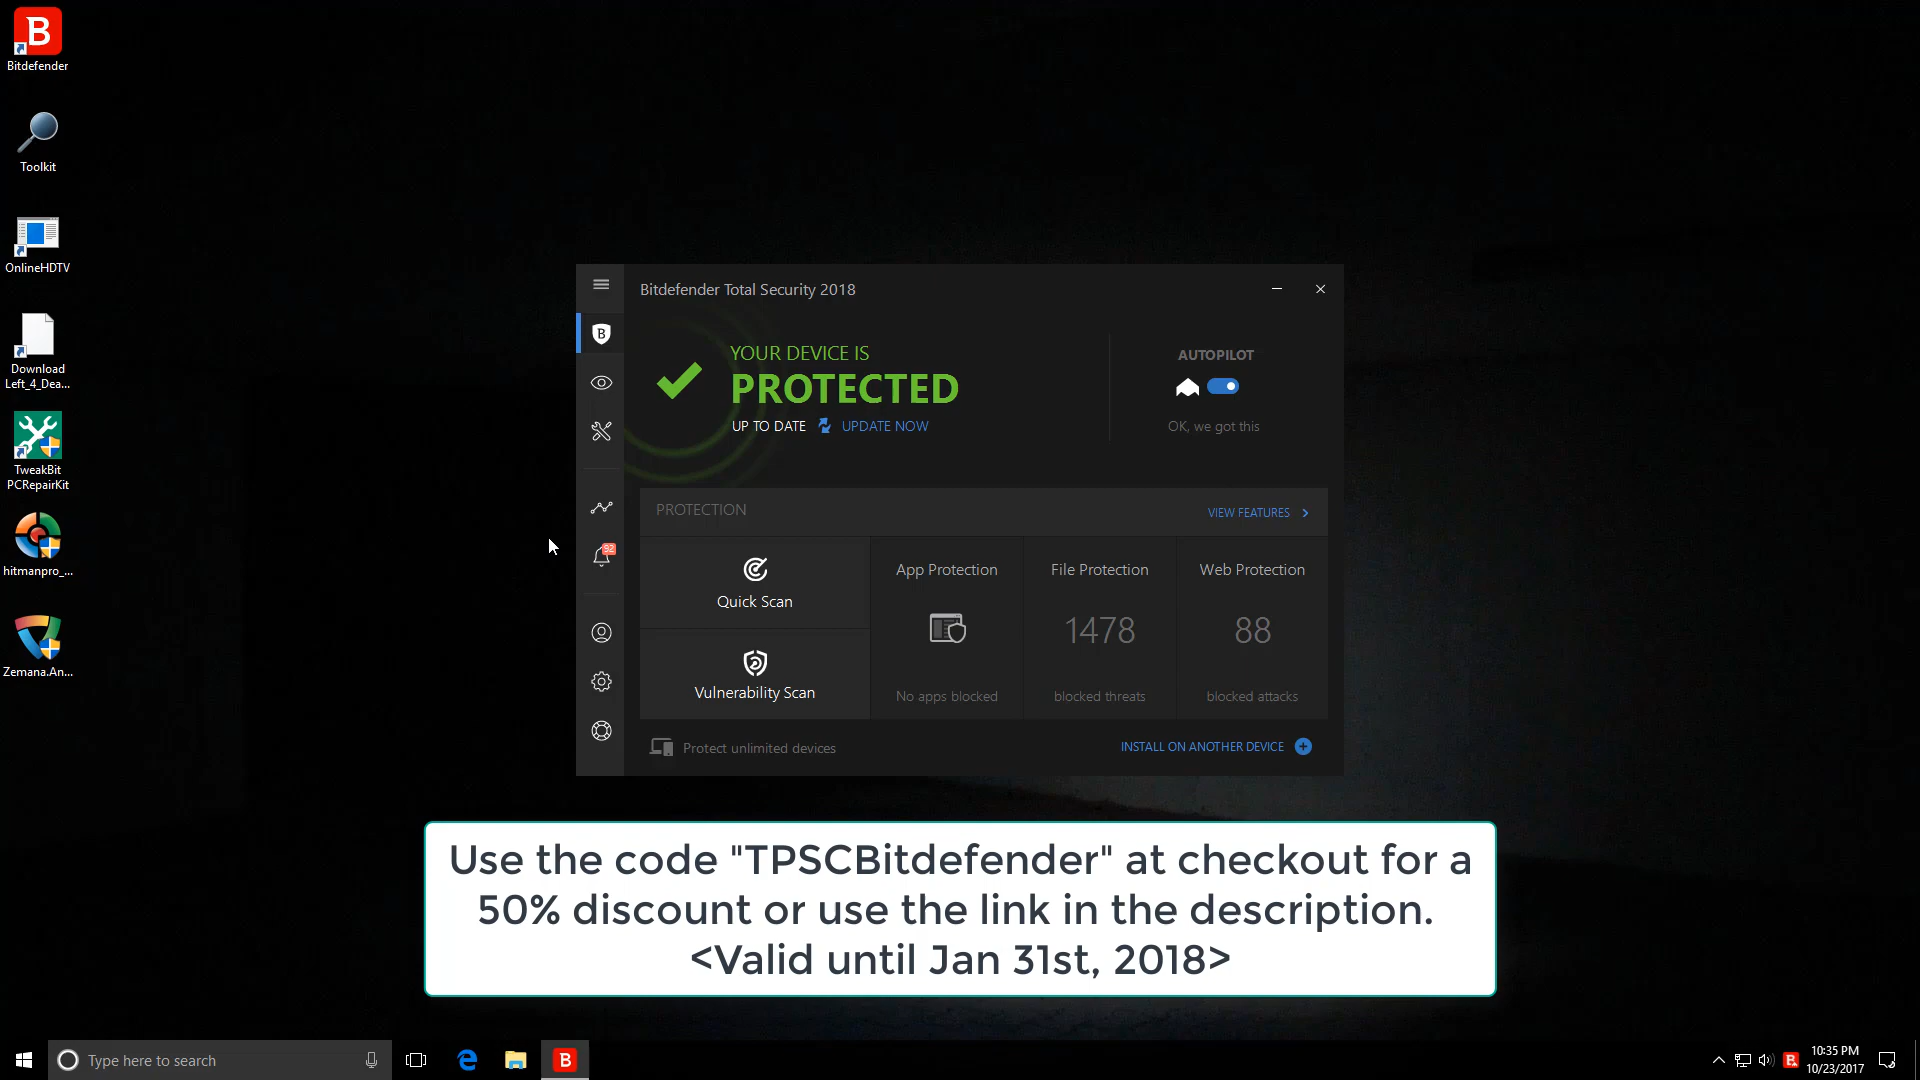 B
Bitdefender
Toolkit
OnlineHDTV
Download
Left_4_Dea...
TweakBit
PCRepairKit
hitmanpro_...
Zemana.An...
Bitdefender Total Security 2018
B
YOUR DEVICE IS
PROTECTED
UP TO DATE
UPDATE NOW
AUTOPILOT
OK, we got this
PROTECTION
VIEW FEATURES
92
Quick Scan
Vulnerability Scan
App Protection
No apps blocked
File Protection
1478
blocked threats
Web Protection
88
blocked attacks
Protect unlimited devices
INSTALL ON ANOTHER DEVICE
Use the code "TPSCBitdefender" at checkout for a
50% discount or use the link in the description.
<Valid until Jan 31st, 2018>
Type here to search
B
B
10:35 PM
10/23/2017